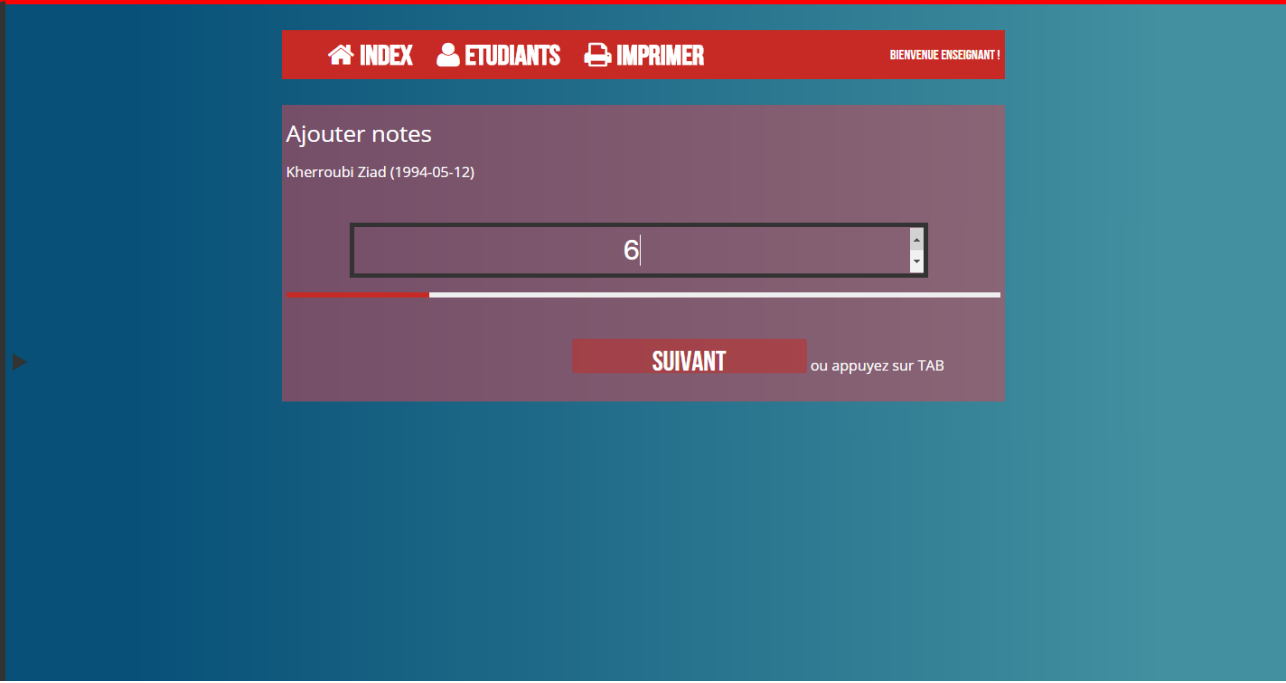 INDEX ETUDIANTS IMPRIMER BIENVENUE ENSEIGNANT !
Ajouter notes
Kherroubi Ziad (1994-05-12)
6
SUIVANT ou appuyez sur TAB